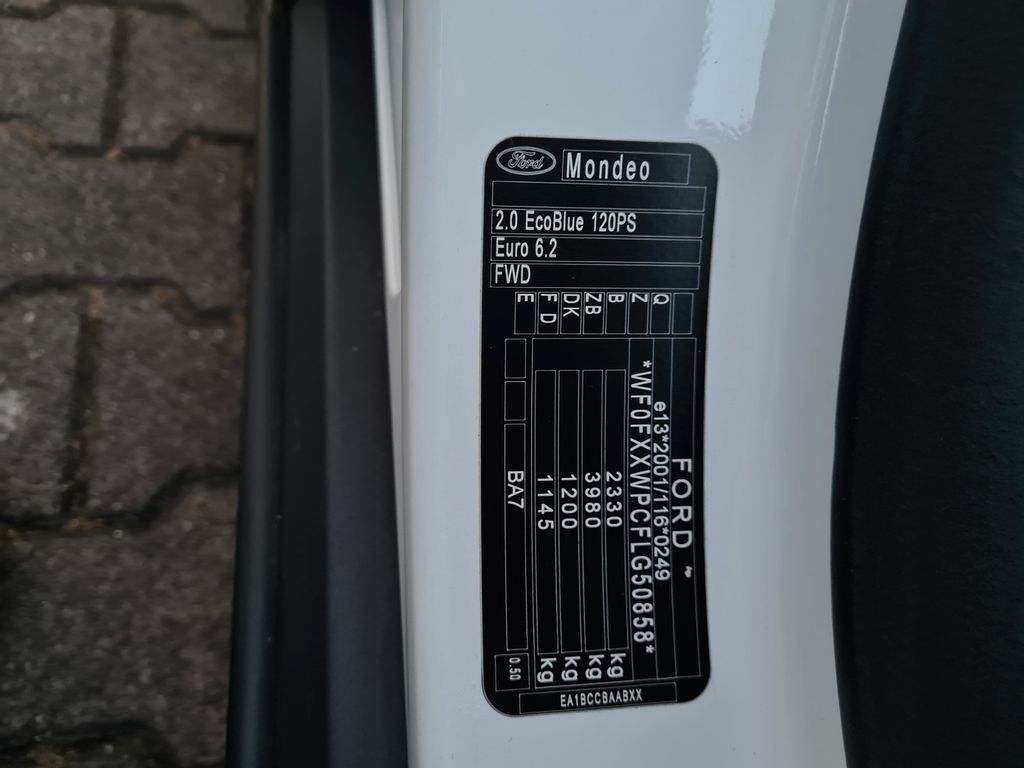 Ford
Mondeo
2.0 EcoBlue 120PS
Euro 6.2
FWD
FORD
Q e13*2001/116*0249
Z *WF0FXXWPCFLG50858*
B 2330 kg
ZB 3980 kg
DK 1200 kg
FD 1145 kg
E BA7 0.50
EA1BCCBAABXX